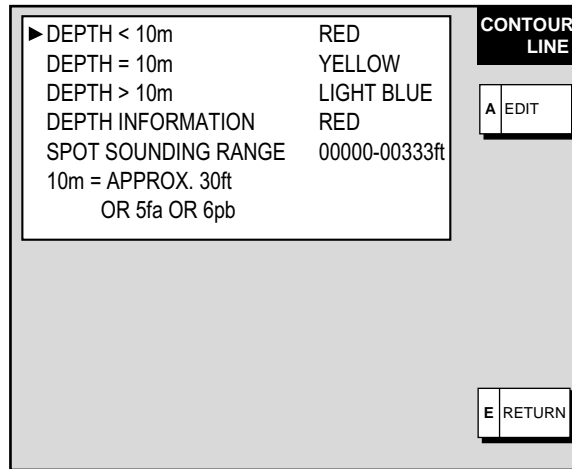 ►DEPTH < 10m RED
DEPTH = 10m YELLOW
DEPTH > 10m LIGHT BLUE
DEPTH INFORMATION RED
SPOT SOUNDING RANGE 00000-00333ft
10m = APPROX. 30ft
OR 5fa OR 6pb
CONTOUR
LINE
A EDIT
E RETURN